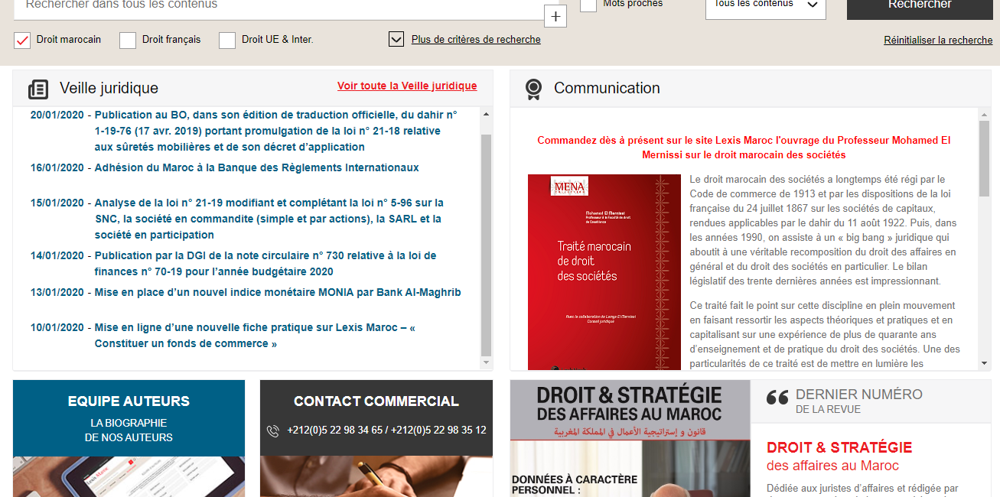 Rechercher dans tous les contenus
+
Mots proches
Tous les contenus
Rechercher
Droit marocain
Droit français
Droit UE & Inter.
Plus de critères de recherche
Réinitialiser la recherche
Veille juridique
Voir toute la Veille juridique
20/01/2020 - Publication au BO, dans son édition de traduction officielle, du dahir n°
1-19-76 (17 avr. 2019) portant promulgation de la loi n° 21-18 relative
aux sûretés mobilières et de son décret d’application
16/01/2020 - Adhésion du Maroc à la Banque des Règlements Internationaux
15/01/2020 - Analyse de la loi n° 21-19 modifiant et complétant la loi n° 5-96 sur la
SNC, la société en commandite (simple et par actions), la SARL et la
société en participation
14/01/2020 - Publication par la DGI de la note circulaire n° 730 relative à la loi de
finances n° 70-19 pour l’année budgétaire 2020
13/01/2020 - Mise en place d’un nouvel indice monétaire MONIA par Bank Al-Maghrib
10/01/2020 - Mise en ligne d’une nouvelle fiche pratique sur Lexis Maroc – «
Constituer un fonds de commerce »
Communication
Commandez dès à présent sur le site Lexis Maroc l'ouvrage du Professeur Mohamed El
Mernissi sur le droit marocain des sociétés
MENA
Mohamed El Mernissi
Professeur à la Faculté de droit
de Casablanca
Traité marocain
de droit
des sociétés
Avec la collaboration de Lamya El Mernissi
Conseil juridique
Le droit marocain des sociétés a longtemps été régi par le
Code de commerce de 1913 et par les dispositions de la loi
française du 24 juillet 1867 sur les sociétés de capitaux,
rendues applicables par le dahir du 11 août 1922. Puis, dans
les années 1990, on assiste à un « big bang » juridique qui
aboutit à une véritable recomposition du droit des affaires en
général et du droit des sociétés en particulier. Le bilan
législatif des trente dernières années est impressionnant.
Ce traité fait le point sur cette discipline en plein mouvement
en faisant ressortir les aspects théoriques et pratiques et en
capitalisant sur une expérience de plus de quarante ans
d’enseignement et de pratique du droit des sociétés. Une des
particularités de ce traité est de mettre en lumière les
EQUIPE AUTEURS
LA BIOGRAPHIE
DE NOS AUTEURS
CONTACT COMMERCIAL
+212(0)5 22 98 34 65 / +212(0)5 22 98 35 12
DROIT & STRATÉGIE
DES AFFAIRES AU MAROC
قانون و إستراتيجية الأعمال في المملكة المغربية
DONNÉES À CARACTÈRE
PERSONNEL :
DERNIER NUMÉRO
DE LA REVUE
DROIT & STRATÉGIE
des affaires au Maroc
Dédiée aux juristes d’affaires et rédigée par